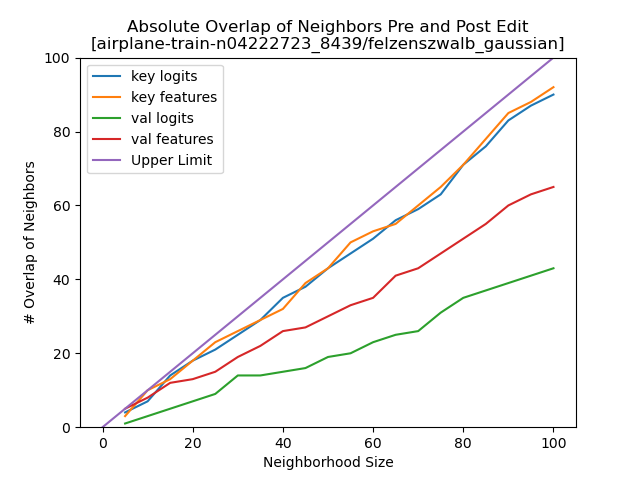 Absolute Overlap of Neighbors Pre and Post Edit
[airplane-train-n04222723_8439/felzenszwalb_gaussian]
key logits
key features
val logits
val features
Upper Limit
# Overlap of Neighbors
100
80
60
40
20
0
0 20 40 60 80 100
Neighborhood Size